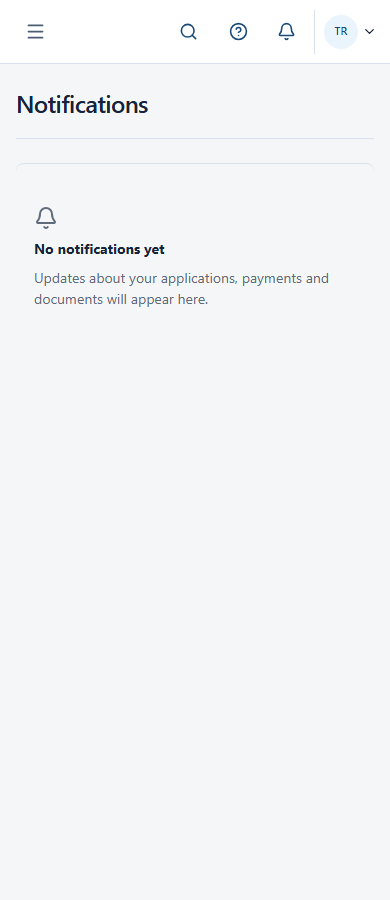 TR
Notifications
No notifications yet
Updates about your applications, payments and
documents will appear here.